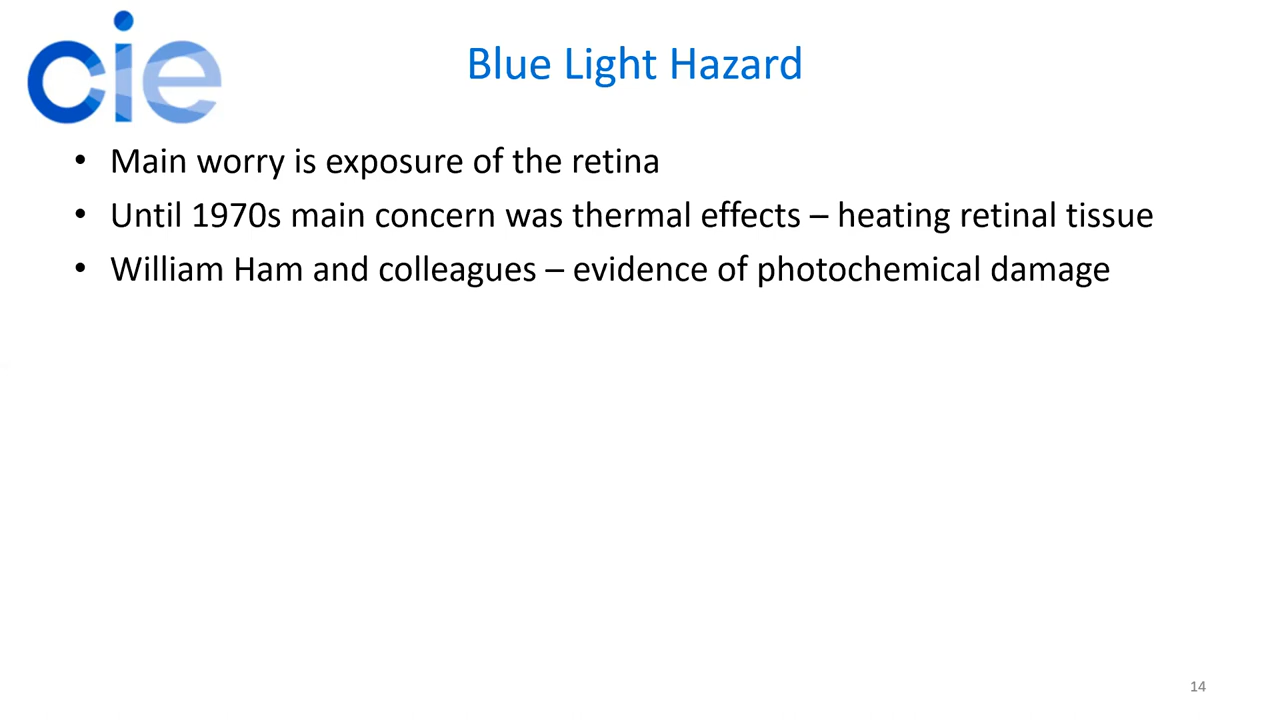 cie
Blue Light Hazard
• Main worry is exposure of the retina
• Until 1970s main concern was thermal effects – heating retinal tissue
• William Ham and colleagues – evidence of photochemical damage
14